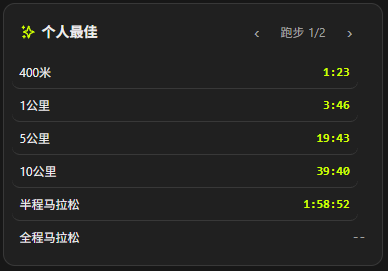 个人最佳
‹ 跑步 1/2 ›
400米 1:23
1公里 3:46
5公里 19:43
10公里 39:40
半程马拉松 1:58:52
全程马拉松 --